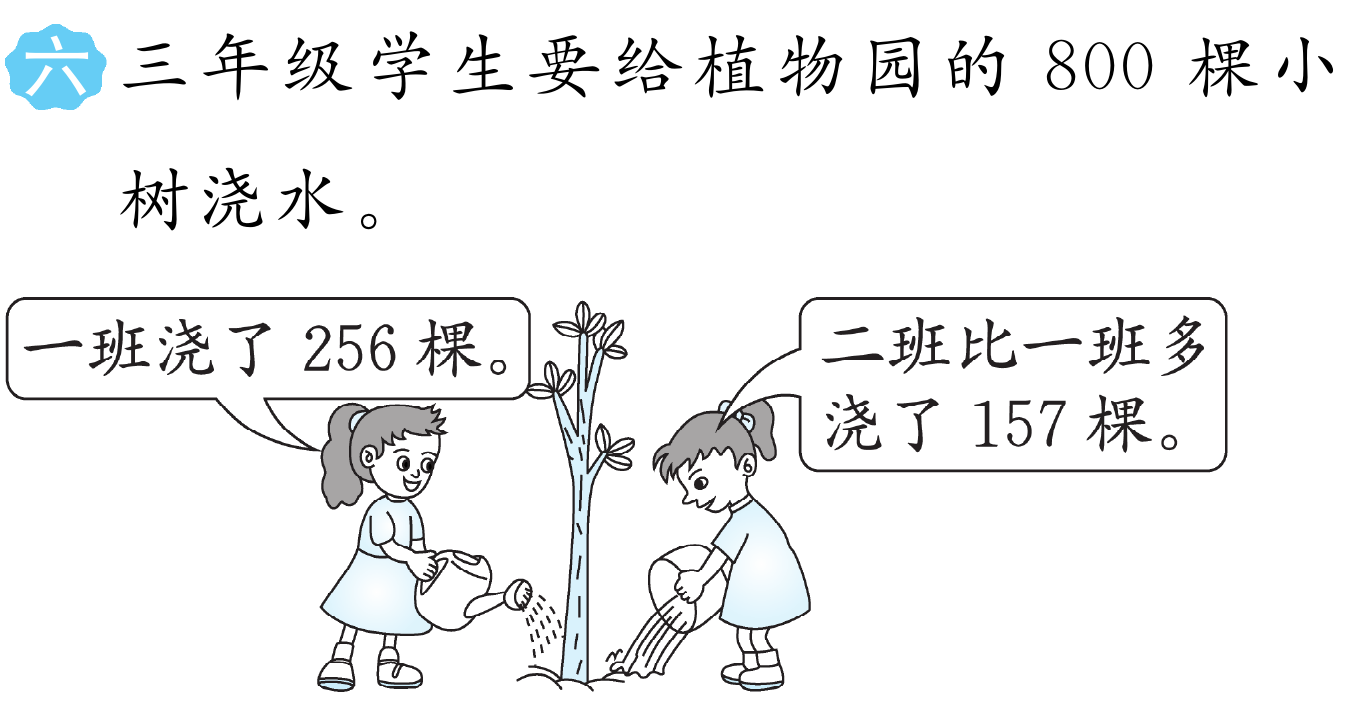 六 三年级学生要给植物园的 800 棵小
树浇水。
一班浇了 256 棵。
二班比一班多
浇了 157 棵。